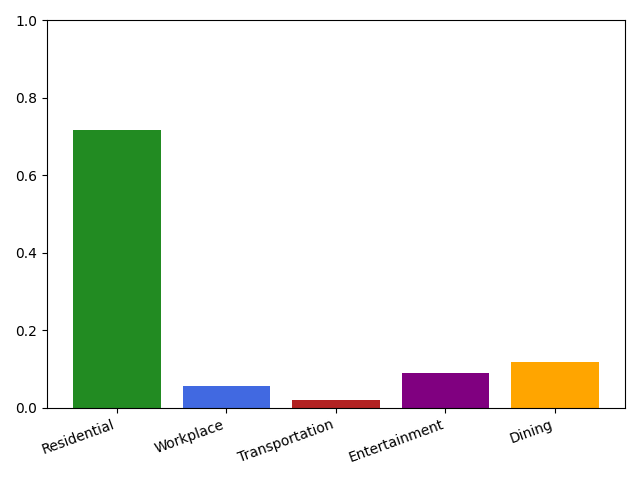 1.0
0.8
0.6
0.4
0.2
0.0
Residential
Workplace
Transportation
Entertainment
Dining